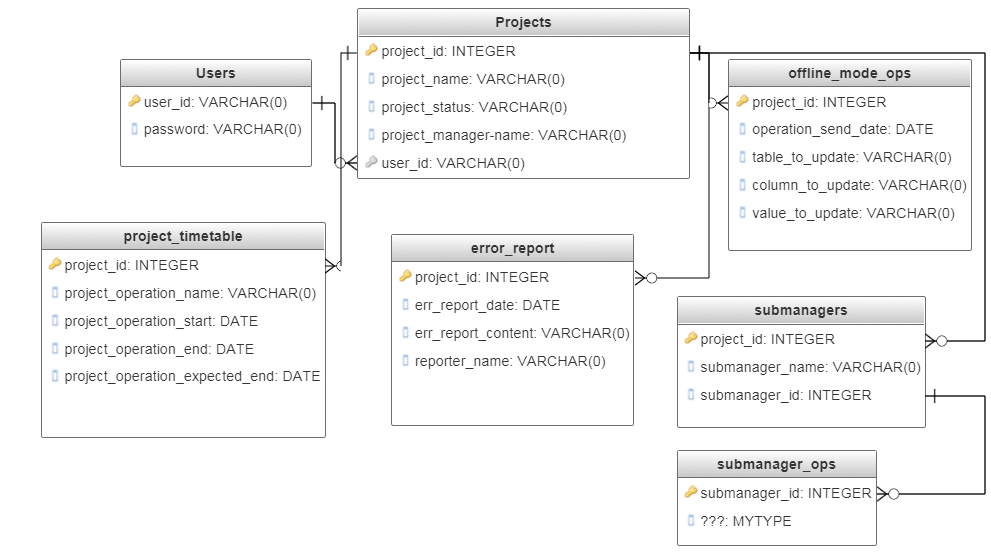 Projects
project_id: INTEGER
project_name: VARCHAR(0)
project_status: VARCHAR(0)
project_manager-name: VARCHAR(0)
user_id: VARCHAR(0)
Users
user_id: VARCHAR(0)
password: VARCHAR(0)
offline_mode_ops
project_id: INTEGER
operation_send_date: DATE
table_to_update: VARCHAR(0)
column_to_update: VARCHAR(0)
value_to_update: VARCHAR(0)
project_timetable
project_id: INTEGER
project_operation_name: VARCHAR(0)
project_operation_start: DATE
project_operation_end: DATE
project_operation_expected_end: DATE
error_report
project_id: INTEGER
err_report_date: DATE
err_report_content: VARCHAR(0)
reporter_name: VARCHAR(0)
submanagers
project_id: INTEGER
submanager_name: VARCHAR(0)
submanager_id: INTEGER
submanager_ops
submanager_id: INTEGER
???: MYTYPE